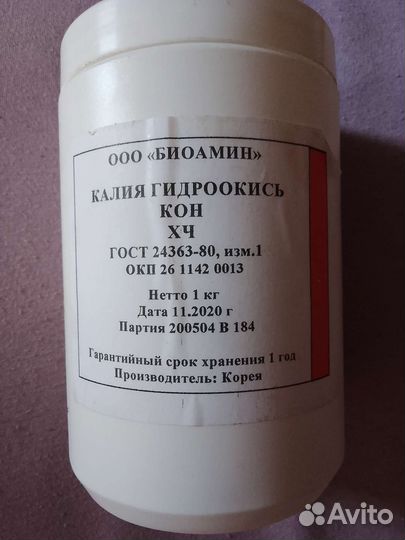 ООО «БИОАМИН»
КАЛИЯ ГИДРООКИСЬ
КОН
ХЧ
ГОСТ 24363-80, изм.1
ОКП 26 1142 0013
Нетто 1 кг
Дата 11.2020 г
Партия 200504 В 184
Гарантийный срок хранения 1 год
Производитель: Корея
Avito